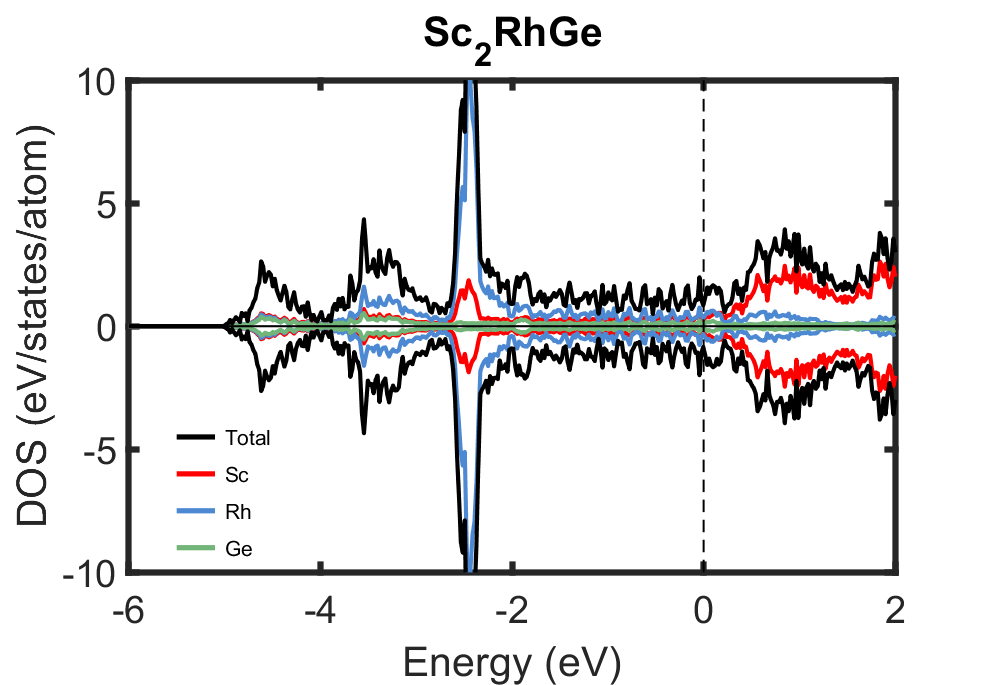 Sc₂RhGe
10
5
0
-5
-10
DOS (eV/states/atom)
Total
Sc
Rh
Ge
-6 -4 -2 0 2
Energy (eV)